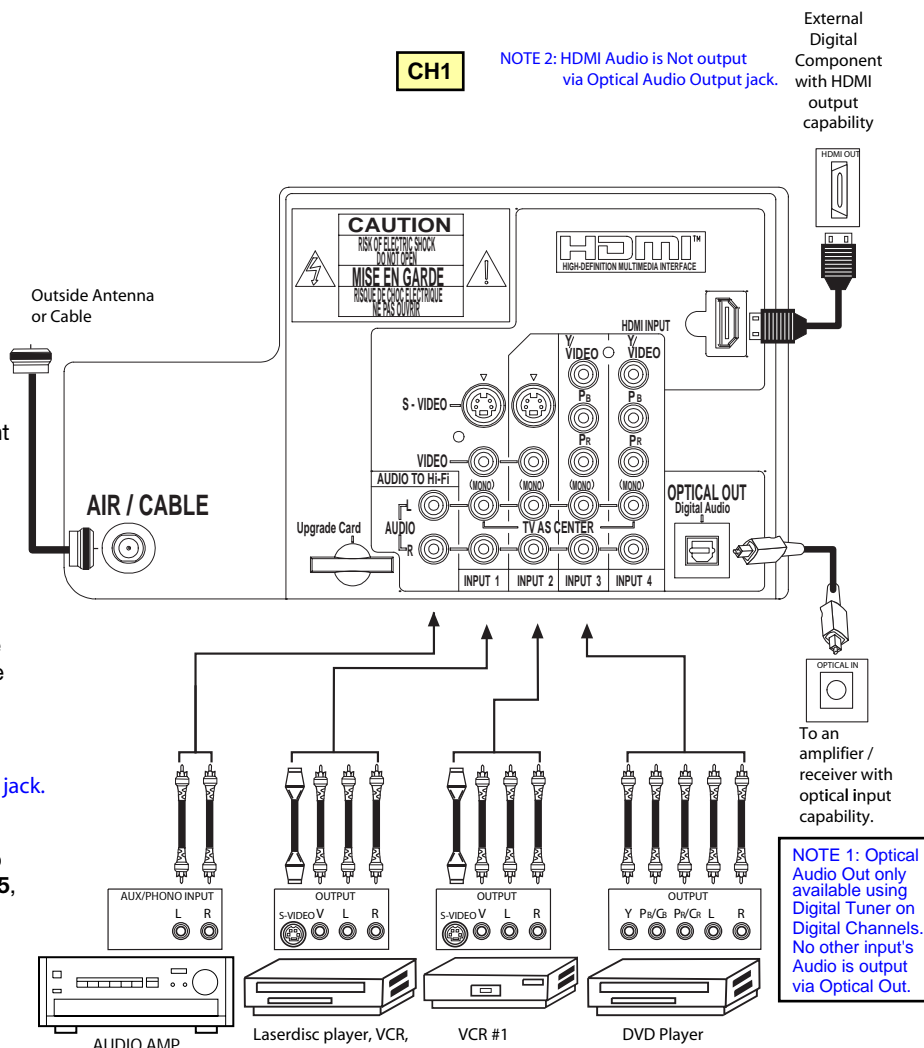 External
Digital
Component
with HDMI
output
capability
CH1
NOTE 2: HDMI Audio is Not output
via Optical Audio Output jack.
HDMI OUT
CAUTION
RISK OF ELECTRIC SHOCK
DO NOT OPEN
MISE EN GARDE
RISQUE DE CHOC ELECTRIQUE
NE PAS OUVRIR
HDMI™
HIGH-DEFINITION MULTIMEDIA INTERFACE
Outside Antenna
or Cable
HDMI INPUT
Y/
VIDEO
Y/
VIDEO
S - VIDEO
PB
PB
PR
PR
VIDEO
AUDIO TO Hi-Fi
(MONO)
(MONO)
(MONO)
(MONO)
AIR / CABLE
OPTICAL OUT
Digital Audio
Upgrade Card
L
AUDIO
R
TV AS CENTER
INPUT 1
INPUT 2
INPUT 3
INPUT 4
OPTICAL IN
To an
amplifier /
receiver with
optical input
capability.
jack.
5,
NOTE 1: Optical
Audio Out only
available using
Digital Tuner on
Digital Channels.
No other input's
Audio is output
via Optical Out.
AUX/PHONO INPUT
L R
OUTPUT
S-VIDEO V L R
OUTPUT
S-VIDEO V L R
OUTPUT
Y PB/CB PR/CR L R
AUDIO AMP
Laserdisc player, VCR,
VCR #1
DVD Player